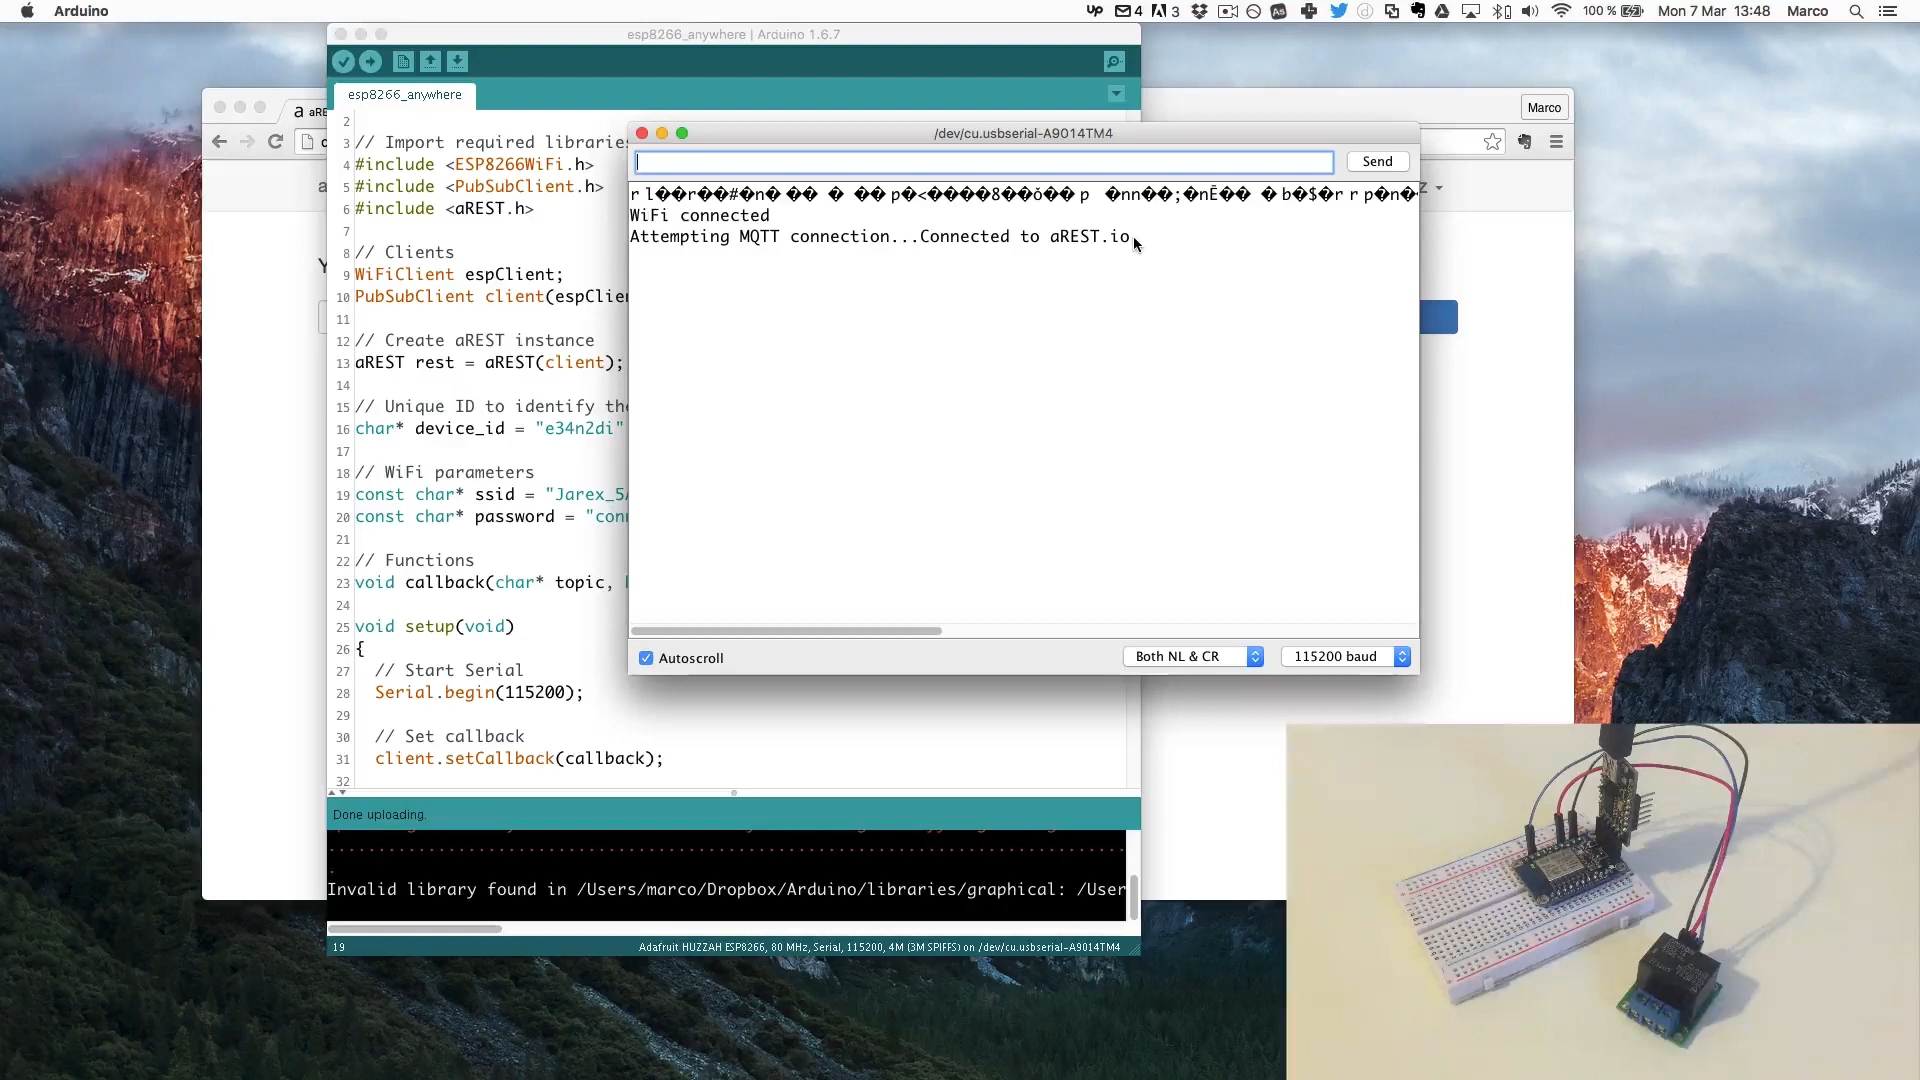 Arduino
4
3
100 %
Mon 7 Mar 13:48
Marco
esp8266_anywhere | Arduino 1.6.7
esp8266_anywhere
Marco
2
3 // Import required libraries
4 #include <ESP8266WiFi.h>
5 #include <PubSubClient.h>
6 #include <aREST.h>
7
8 // Clients
9 WiFiClient espClient;
10 PubSubClient client(espClien
11
12 // Create aREST instance
13 aREST rest = aREST(client);
14
15 // Unique ID to identify the
16 char* device_id = "e34n2di"
17
18 // WiFi parameters
19 const char* ssid = "Jarex_5A
20 const char* password = "conn
21
22 // Functions
23 void callback(char* topic,
24
25 void setup(void)
26 {
27 // Start Serial
28 Serial.begin(115200);
29
30 // Set callback
31 client.setCallback(callback);
32
/dev/cu.usbserial-A9014TM4
Send
WiFi connected
Attempting MQTT connection...Connected to aREST.io
Autoscroll
Both NL & CR
115200 baud
Done uploading.
Invalid library found in /Users/marco/Dropbox/Arduino/libraries/graphical: /User
19
Adafruit HUZZAH ESP8266, 80 MHz, Serial, 115200, 4M (3M SPIFFS) on /dev/cu.usbserial-A9014TM4